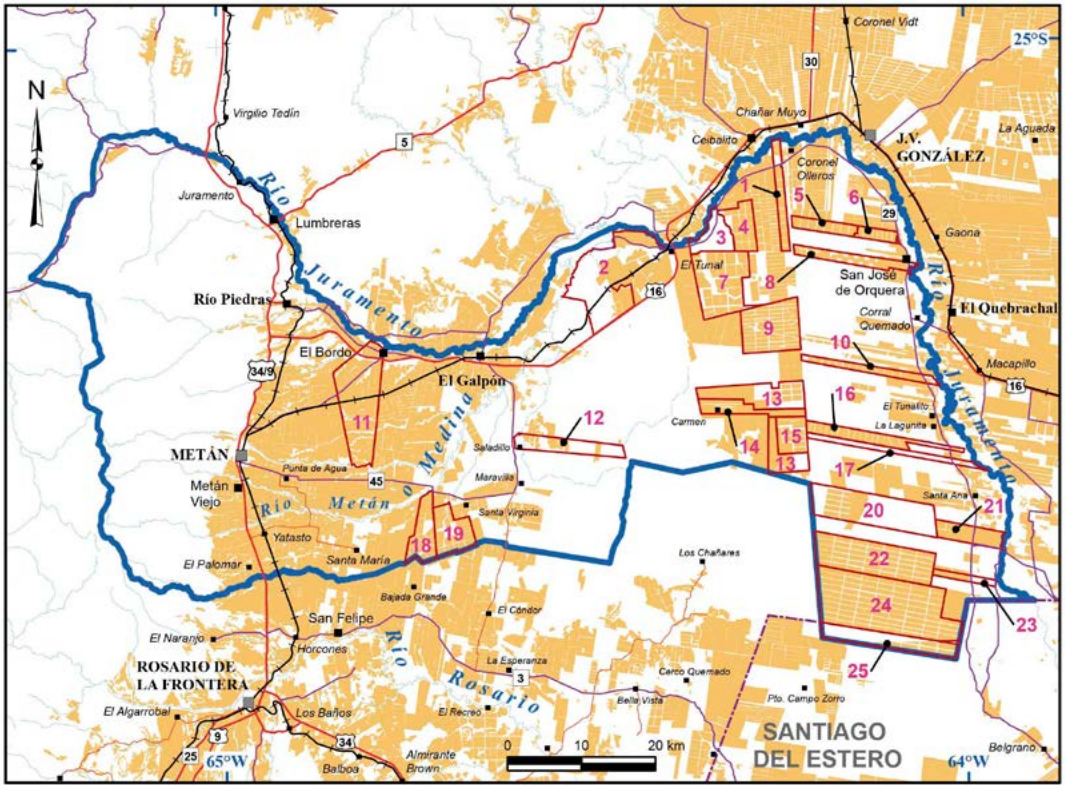 Coronel Vidt
25°S
N
30
Virgilio Tedín
Chañar Muyo
La Aguada
5
Ceibalito
J.V.
GONZÁLEZ
Coronel
Olleros
Río
Juramento
1
5
6
29
Lumbreras
3
4
Gaona
2
El Tunal
Río
Juramento
7
8
San José
de Orquera
16
Río Piedras
El Quebrachal
9
Corral
Quemado
El Bordo
10
Macapillo
El Galpón
34/9
16
13
16
El Tunalito
11
12
Carmen
La Lagunita
Medina
14
15
Saladillo
METÁN
13
17
Juramento
Punta de Agua
o
45
Maravilla
Metán
Viejo
Santa Ana
Río
Metán
20
Santa Virginia
21
Yatasto
19
18
Santa María
22
Los Chañares
El Palomar
Bajada Grande
24
23
El Cóndor
San Felipe
El Naranjo
Río
Horcones
25
La Esperanza
ROSARIO DE
LA FRONTERA
3
Cerco Quemado
Rosario
Bella Vista
Pto. Campo Zorro
El Algarrobal
Los Baños
El Recreo
SANTIAGO
DEL ESTERO
9
34
0 10 20 km
Belgrano
25
65°W
Balboa
Almirante
Brown
64°W